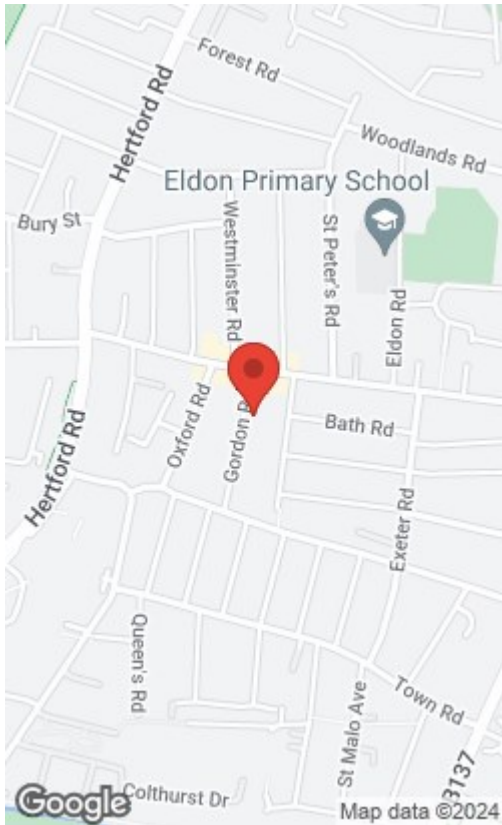 Forest Rd
Hertford Rd
Woodlands Rd
Eldon Primary School
Bury St
Westminster Rd
St Peter's Rd
Eldon Rd
Oxford Rd
Gordon R
Bath Rd
Hertford Rd
Exeter Rd
Queen's Rd
St Malo Ave
Town Rd
3137
Colthurst Dr
Google
Map data ©2024